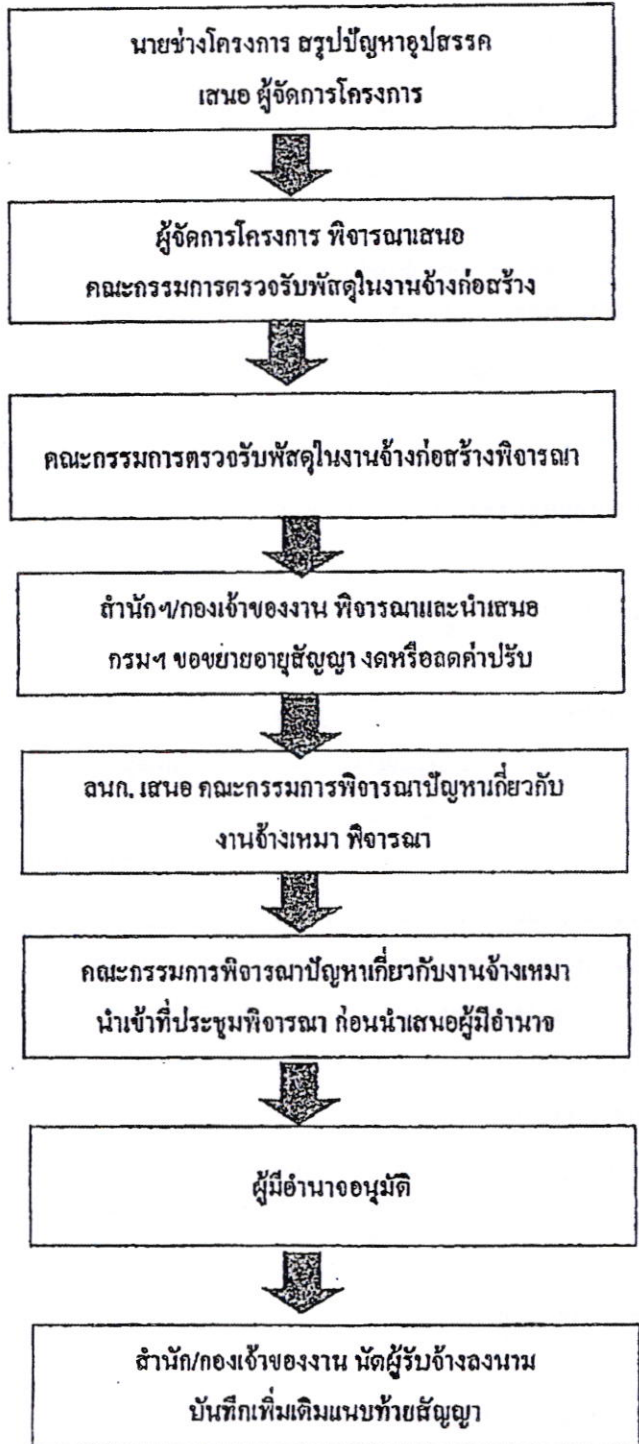 นายช่างโครงการ สรุปปัญหาอุปสรรค
เสนอ ผู้จัดการโครงการ
ผู้จัดการโครงการ พิจารณาเสนอ
คณะกรรมการตรวจรับพัสดุในงานจ้างก่อสร้าง
คณะกรรมการตรวจรับพัสดุในงานจ้างก่อสร้างพิจารณา
สำนักฯ/กองเจ้าของงาน พิจารณาและนำเสนอ
กรมฯ ขอขยายอายุสัญญา งดหรือลดค่าปรับ
ลนก. เสนอ คณะกรรมการพิจารณาปัญหาเกี่ยวกับ
งานจ้างเหมา พิจารณา
คณะกรรมการพิจารณาปัญหาเกี่ยวกับงานจ้างเหมา
นำเข้าที่ประชุมพิจารณา ก่อนนำเสนอผู้มีอำนาจ
ผู้มีอำนาจอนุมัติ
สำนัก/กองเจ้าของงาน นัดผู้รับจ้างลงนาม
บันทึกเพิ่มเติมแนบท้ายสัญญา